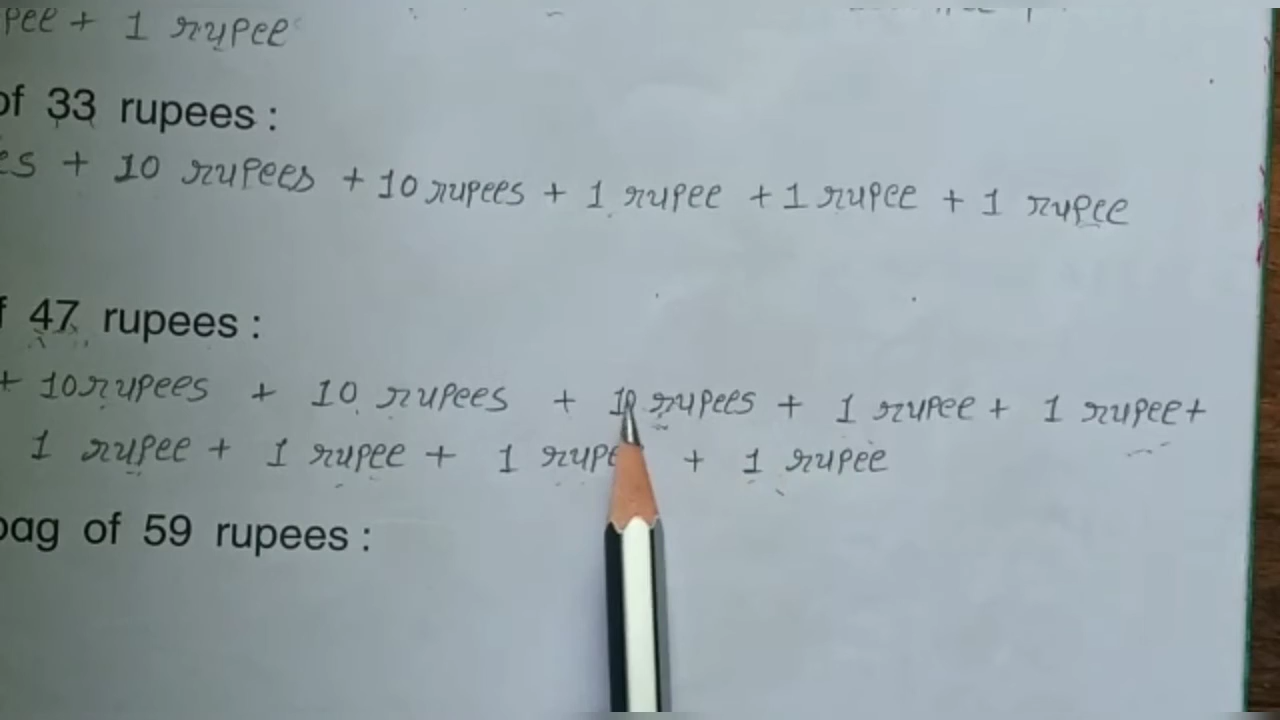 + 1 rupee
of 33 rupees :
+ 10 rupees + 10 rupees + 1 rupee + 1 rupee + 1 rupee
47 rupees :
+ 10 rupees + 10 rupees + 10 rupees + 1 rupee + 1 rupee +
1 rupee + 1 rupee + 1 + 1 rupee
bag of 59 rupees :